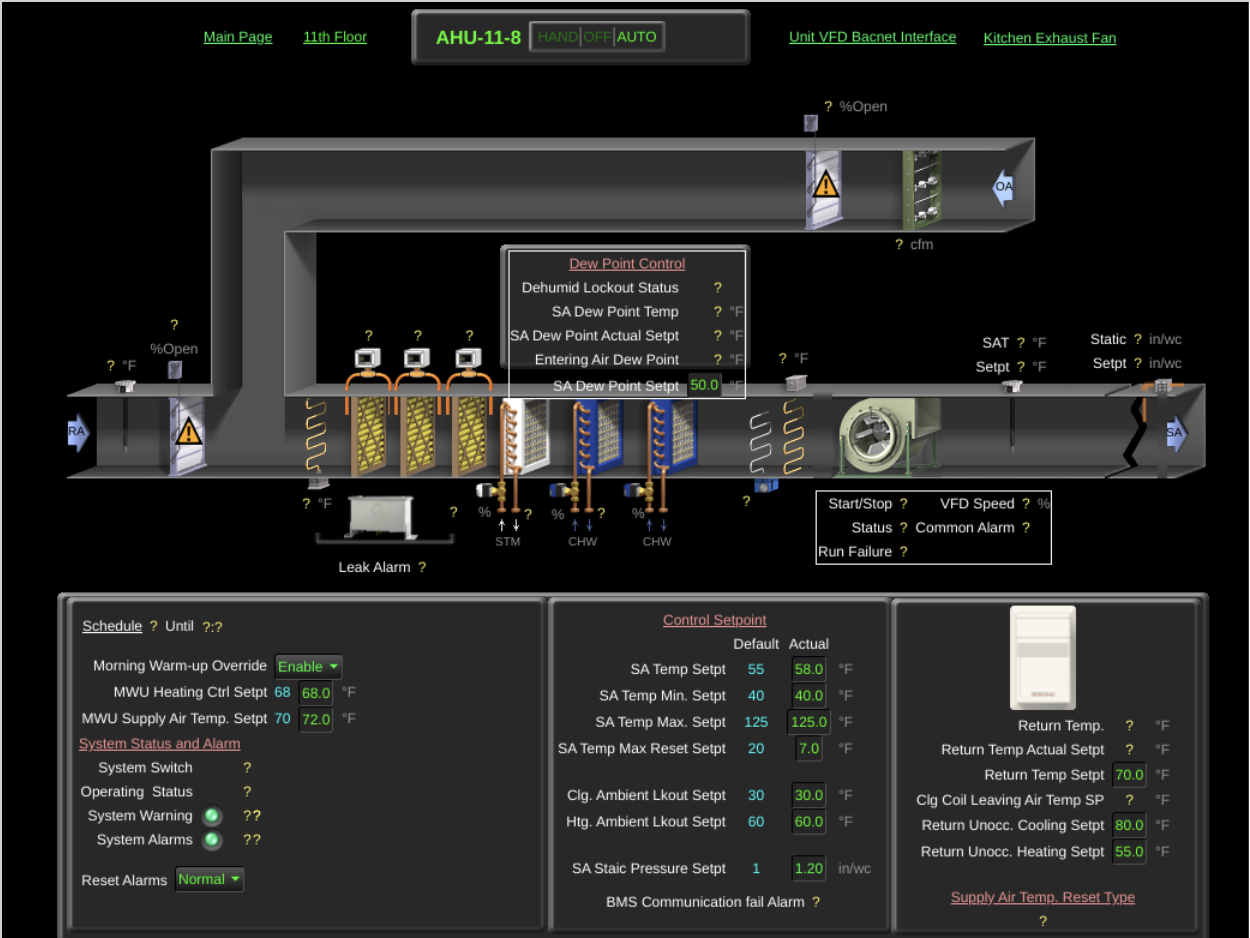 Main Page 11th Floor AHU-11-8 HAND OFF AUTO Unit VFD Bacnet Interface Kitchen Exhaust Fan
? %Open
OA
? cfm
Dew Point Control
Dehumid Lockout Status ?
SA Dew Point Temp ? °F
SA Dew Point Actual Setpt ? °F
Entering Air Dew Point ? °F
SA Dew Point Setpt 50.0 °F
?
%Open
? °F
? ? ?
? °F
SAT ? °F
Setpt ? °F
Static ? in/wc
Setpt ? in/wc
RA
SA
? °F
?
% ?
STM
% ?
CHW
%
CHW
?
Leak Alarm ?
Start/Stop ? VFD Speed ? %
Status ? Common Alarm ?
Run Failure ?
Schedule ? Until ?:?
Morning Warm-up Override Enable
MWU Heating Ctrl Setpt 68 68.0 °F
MWU Supply Air Temp. Setpt 70 72.0 °F
System Status and Alarm
System Switch ?
Operating Status ?
System Warning ??
System Alarms ??
Reset Alarms Normal
Control Setpoint
Default Actual
SA Temp Setpt 55 58.0 °F
SA Temp Min. Setpt 40 40.0 °F
SA Temp Max. Setpt 125 125.0 °F
SA Temp Max Reset Setpt 20 7.0 °F
Clg. Ambient Lkout Setpt 30 30.0 °F
Htg. Ambient Lkout Setpt 60 60.0 °F
SA Staic Pressure Setpt 1 1.20 in/wc
BMS Communication fail Alarm ?
Return Temp. ? °F
Return Temp Actual Setpt ? °F
Return Temp Setpt 70.0 °F
Clg Coil Leaving Air Temp SP ? °F
Return Unocc. Cooling Setpt 80.0 °F
Return Unocc. Heating Setpt 55.0 °F
Supply Air Temp. Reset Type
?